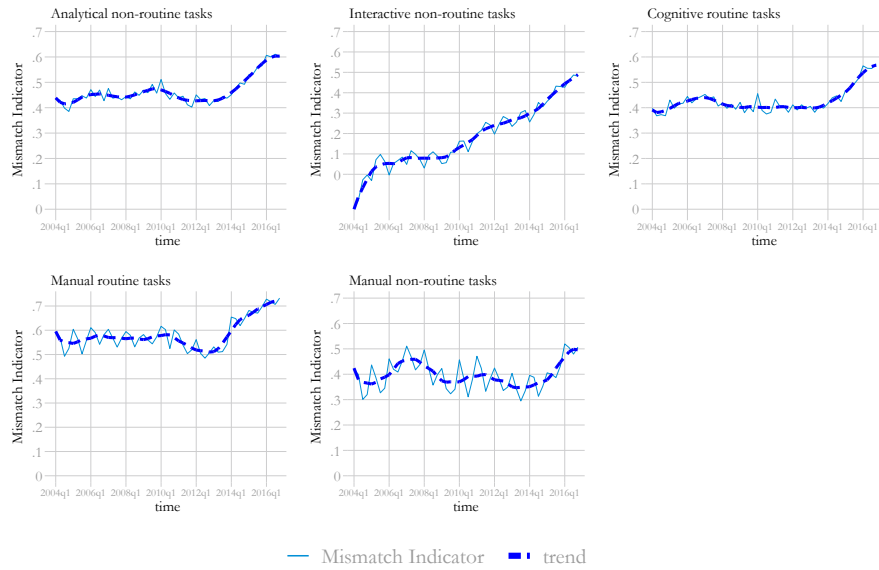 Analytical non-routine tasks
Mismatch Indicator
.7
.6
.5
.4
.3
.2
.1
0
2004q1 2006q1 2008q1 2010q1 2012q1 2014q1 2016q1
time
Interactive non-routine tasks
Mismatch Indicator
.6
.5
.4
.3
.2
.1
0
2004q1 2006q1 2008q1 2010q1 2012q1 2014q1 2016q1
time
Cognitive routine tasks
Mismatch Indicator
.7
.6
.5
.4
.3
.2
.1
0
2004q1 2006q1 2008q1 2010q1 2012q1 2014q1 2016q1
time
Manual routine tasks
Mismatch Indicator
.7
.6
.5
.4
.3
.2
.1
0
2004q1 2006q1 2008q1 2010q1 2012q1 2014q1 2016q1
time
Manual non-routine tasks
Mismatch Indicator
.7
.6
.5
.4
.3
.2
.1
0
2004q1 2006q1 2008q1 2010q1 2012q1 2014q1 2016q1
time
Mismatch Indicator trend